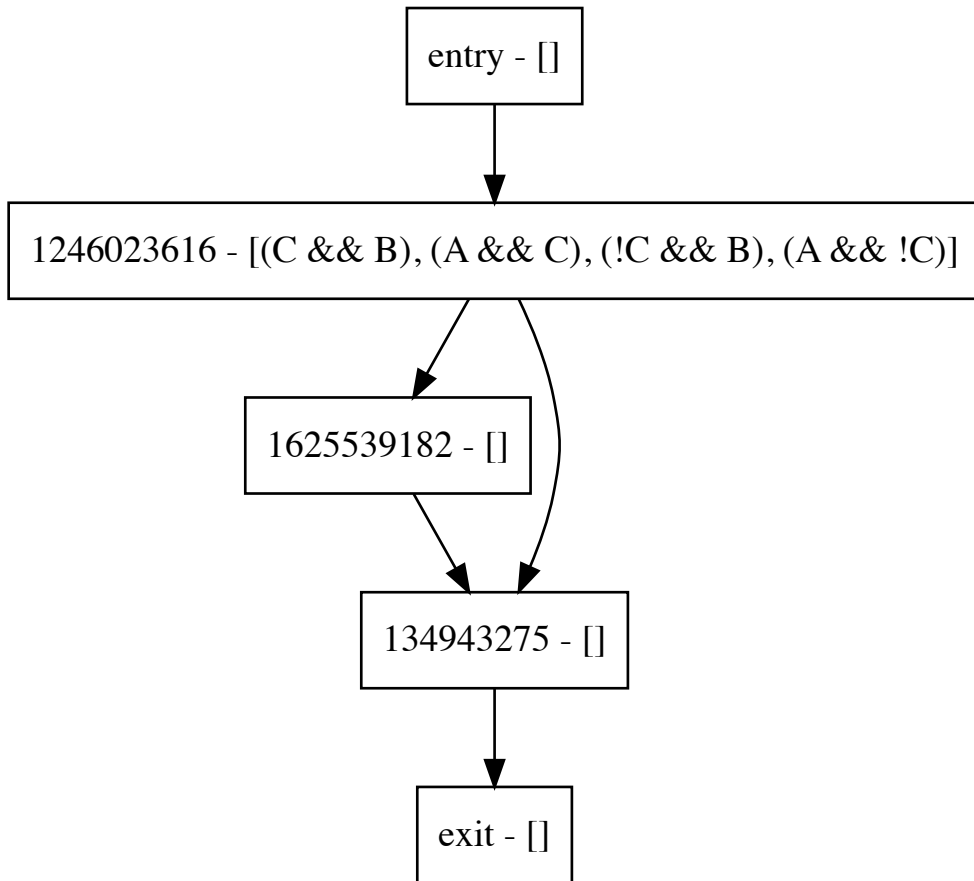 entry - []
1246023616 - [(C && B), (A && C), (!C && B), (A && !C)]
1625539182 - []
134943275 - []
exit - []